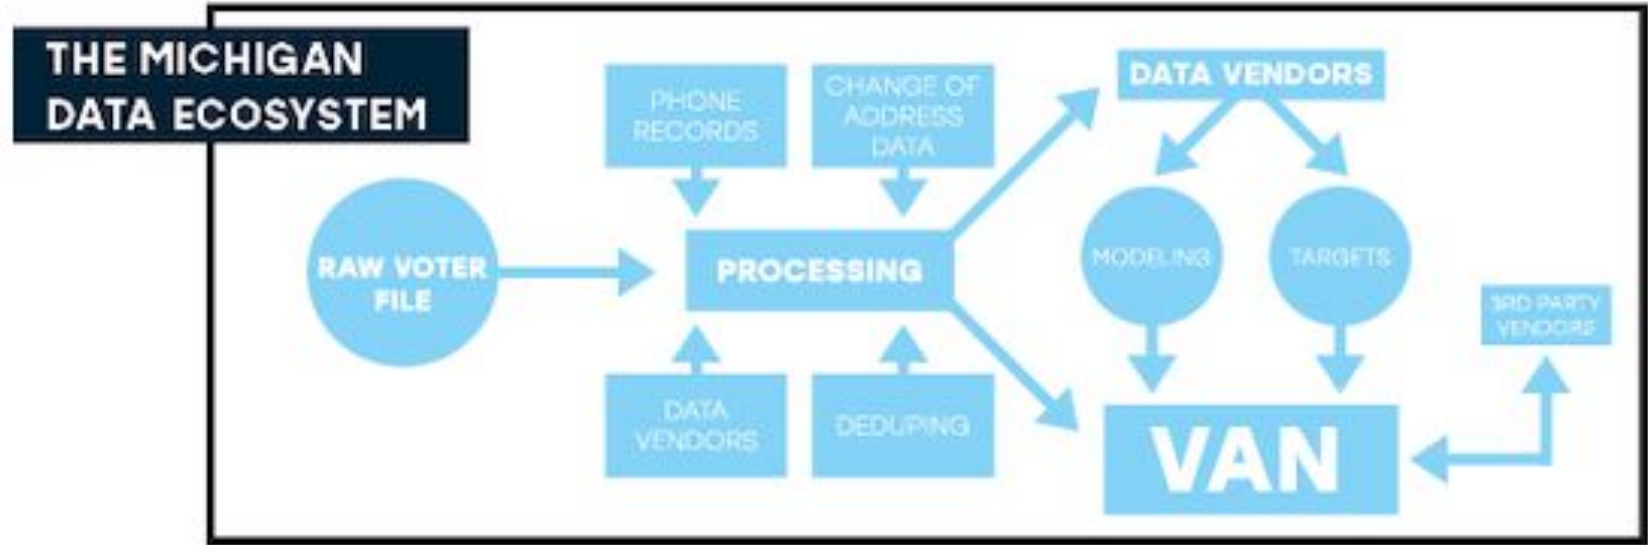 THE MICHIGAN
DATA ECOSYSTEM
RAW VOTER
FILE
PHONE
RECORDS
CHANGE OF
ADDRESS
DATA
PROCESSING
DATA
VENDORS
DEDUPING
DATA VENDORS
MODELING
TARGETS
VAN
3RD PARTY
VENDORS